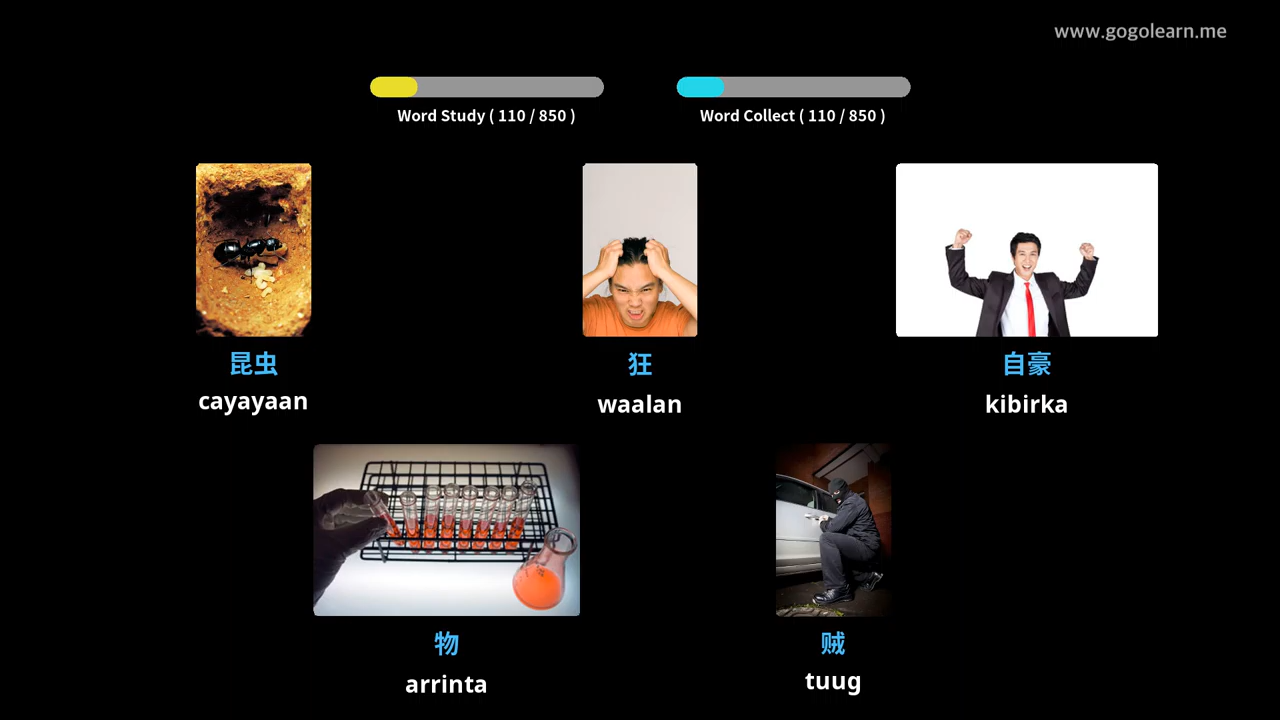 www.gogolearn.me
Word Study ( 110 / 850 )
Word Collect ( 110 / 850 )
昆虫
cayayaan
狂
waalan
自豪
kibirka
物
arrinta
贼
tuug